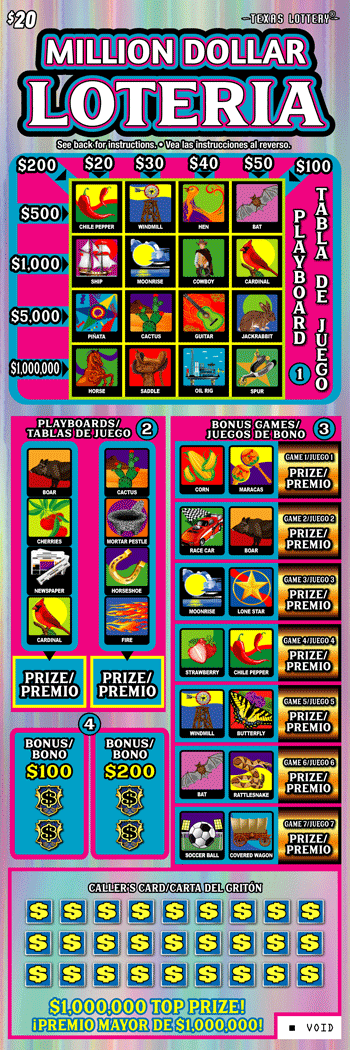 $20
TEXAS LOTTERY®
MILLION DOLLAR
LOTERIA
See back for instructions. • Vea las instrucciones al reverso.
$200 $20 $30 $40 $50 $100
$500
CHILE PEPPER WINDMILL HEN BAT
$1,000
SHIP MOONRISE COWBOY CARDINAL
$5,000
PIÑATA CACTUS GUITAR JACKRABBIT
$1,000,000
HORSE SADDLE OIL RIG SPUR
PLAYBOARD
TABLA DE JUEGO
1
PLAYBOARDS/
TABLAS DE JUEGO
2
BOAR CACTUS
CHERRIES MORTAR PESTLE
NEWSPAPER HORSESHOE
CARDINAL FIRE
PRIZE/
PREMIO
PRIZE/
PREMIO
BONUS GAMES/
JUEGOS DE BONO
3
CORN MARACAS
GAME 1/JUEGO 1
PRIZE/
PREMIO
RACE CAR BOAR
GAME 2/JUEGO 2
PRIZE/
PREMIO
MOONRISE LONE STAR
GAME 3/JUEGO 3
PRIZE/
PREMIO
STRAWBERRY CHILE PEPPER
GAME 4/JUEGO 4
PRIZE/
PREMIO
WINDMILL BUTTERFLY
GAME 5/JUEGO 5
PRIZE/
PREMIO
BAT RATTLESNAKE
GAME 6/JUEGO 6
PRIZE/
PREMIO
SOCCER BALL COVERED WAGON
GAME 7/JUEGO 7
PRIZE/
PREMIO
4
BONUS/
BONO
$100
$
$
BONUS/
BONO
$200
$
$
CALLER'S CARD/CARTA DEL GRITÓN
$ $ $ $ $ $ $ $ $
$ $ $ $ $ $ $ $ $
$ $ $ $ $ $ $ $ $
$1,000,000 TOP PRIZE!
¡PREMIO MAYOR DE $1,000,000!
VOID